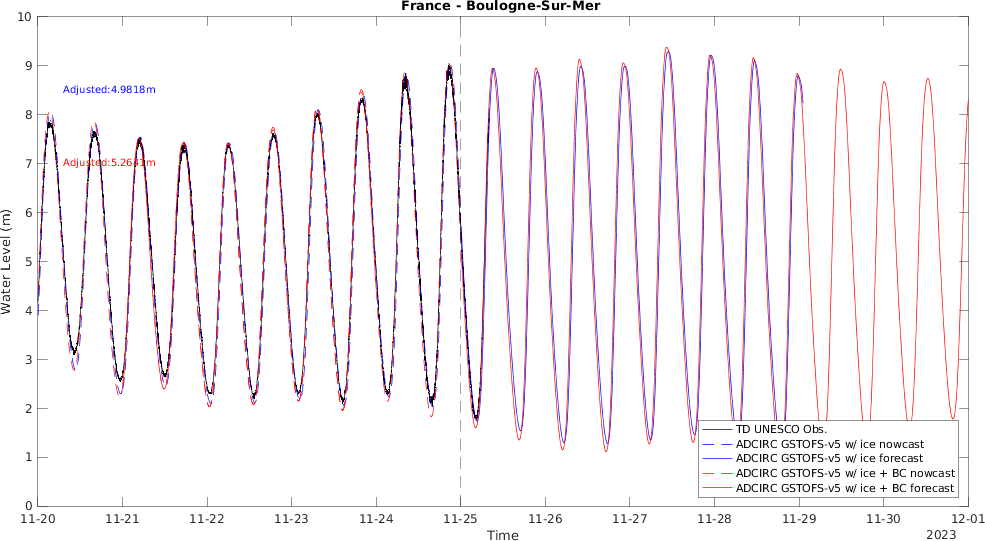 France - Boulogne-Sur-Mer
10
9
8
7
6
5
4
3
2
1
0
Water Level (m)
Adjusted:4.9818m
Adjusted:5.2641m
TD UNESCO Obs.
ADCIRC GSTOFS-v5 w/ ice nowcast
ADCIRC GSTOFS-v5 w/ ice forecast
ADCIRC GSTOFS-v5 w/ ice + BC nowcast
ADCIRC GSTOFS-v5 w/ ice + BC forecast
11-20 11-21 11-22 11-23 11-24 11-25 11-26 11-27 11-28 11-29 11-30 12-01
Time
2023